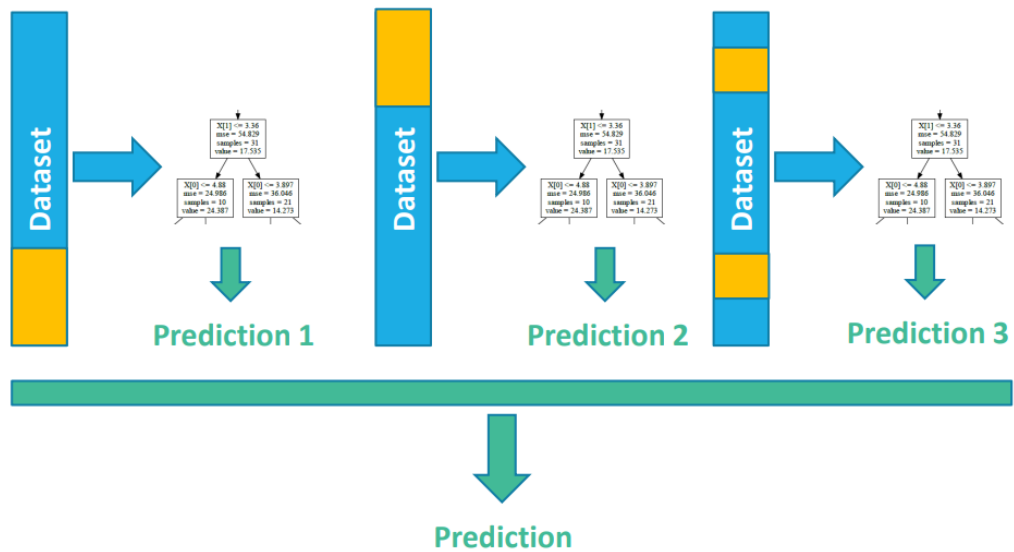 Dataset
X[1] <= 3.36
mse = 54.829
samples = 31
value = 17.535
X[0] <= 4.88
mse = 24.986
samples = 10
value = 24.387
X[0] <= 3.897
mse = 36.046
samples = 21
value = 14.273
Prediction 1
Dataset
X[1] <= 3.36
mse = 54.829
samples = 31
value = 17.535
X[0] <= 4.88
mse = 24.986
samples = 10
value = 24.387
X[0] <= 3.897
mse = 36.046
samples = 21
value = 14.273
Prediction 2
Dataset
X[1] <= 3.36
mse = 54.829
samples = 31
value = 17.535
X[0] <= 4.88
mse = 24.986
samples = 10
value = 24.387
X[0] <= 3.897
mse = 36.046
samples = 21
value = 14.273
Prediction 3
Prediction